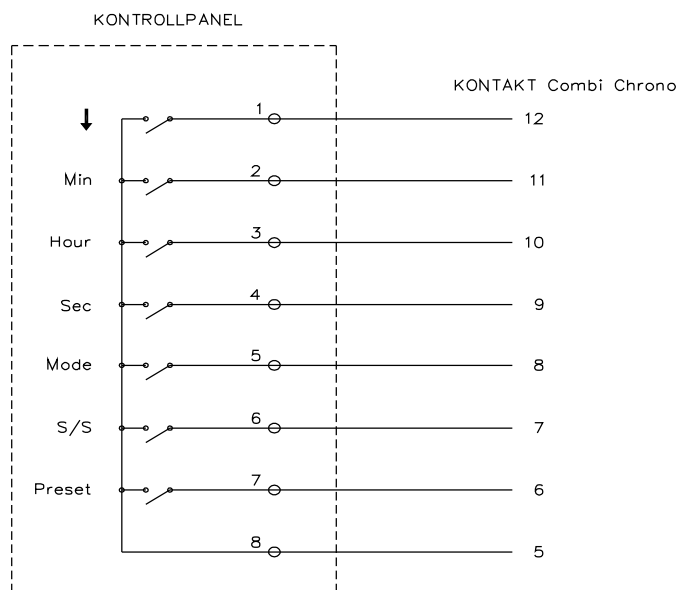 KONTROLLPANEL
KONTAKT Combi Chrono
1 12
Min 2 11
Hour 3 10
Sec 4 9
Mode 5 8
S/S 6 7
Preset 7 6
8 5